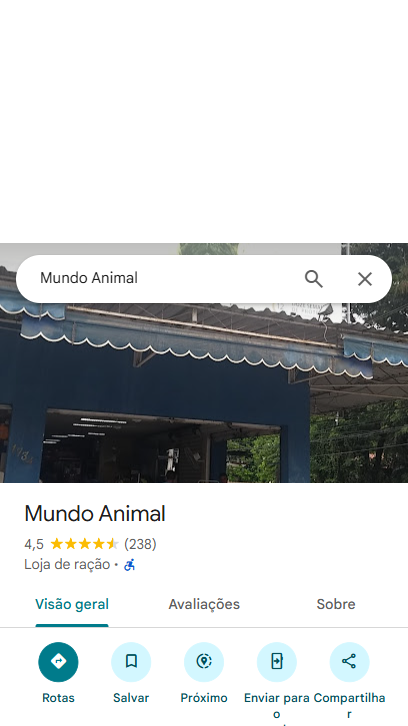 Mundo Animal
Mundo Animal
4,5 (238)
Loja de ração ·
Visão geral
Avaliações
Sobre
Rotas
Salvar
Próximo
Enviar para
o
Compartilha
r